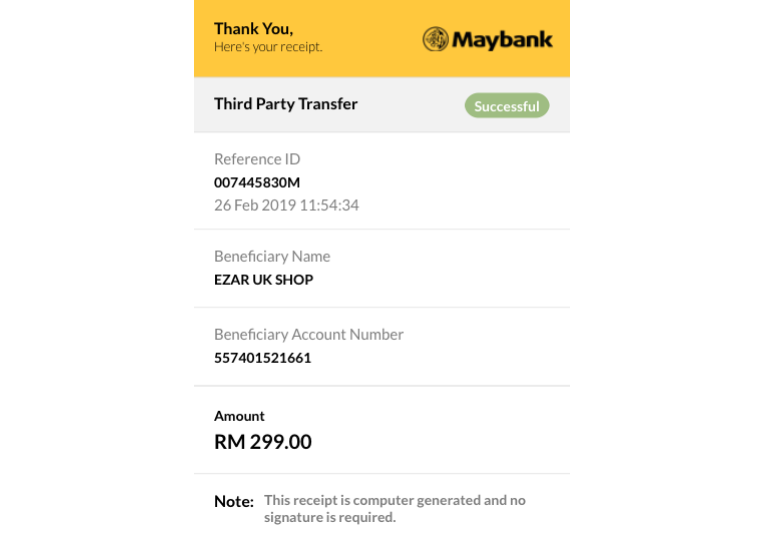 Thank You,
Here's your receipt.
Maybank
Third Party Transfer
Successful
Reference ID
007445830M
26 Feb 2019 11:54:34
Beneficiary Name
EZAR UK SHOP
Beneficiary Account Number
557401521661
Amount
RM 299.00
Note: This receipt is computer generated and no
signature is required.